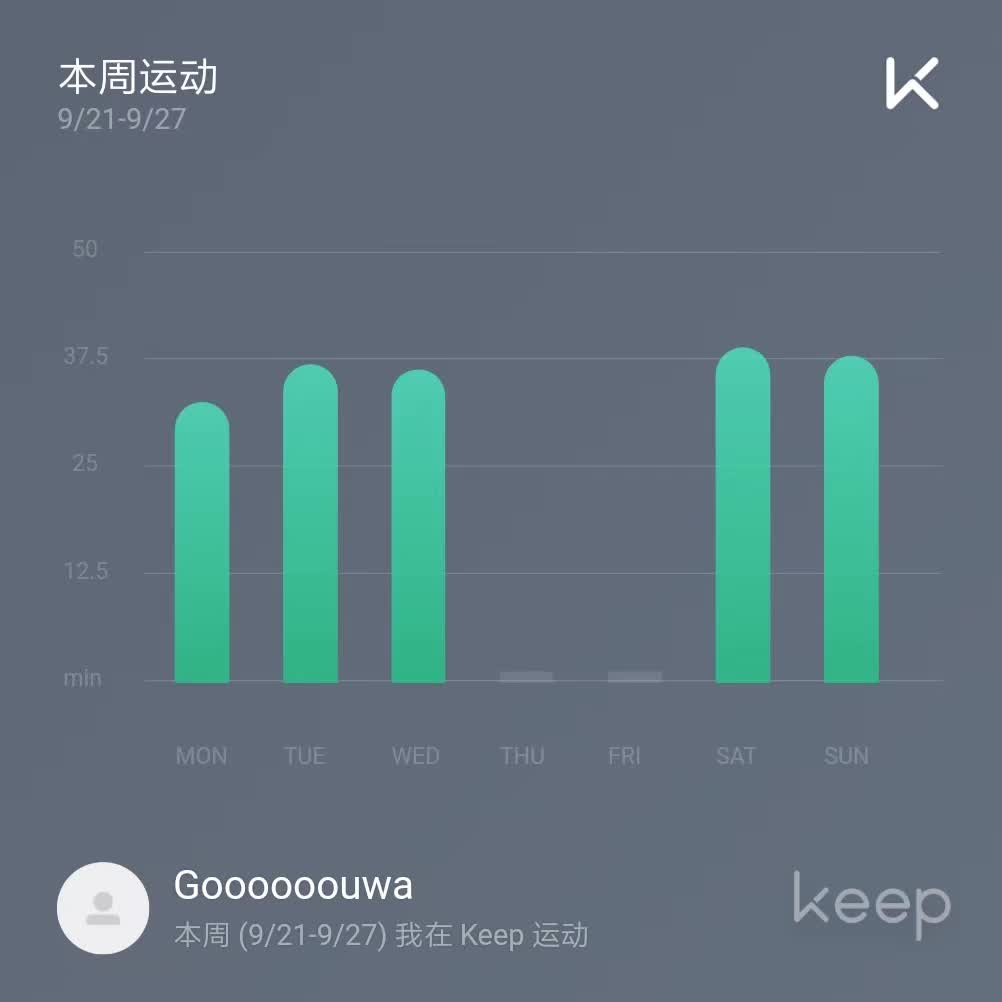 本周运动
9/21-9/27
50
37.5
25
12.5
min
MON TUE WED THU FRI SAT SUN
Goooooouwa
本周 (9/21-9/27) 我在 Keep 运动
keep